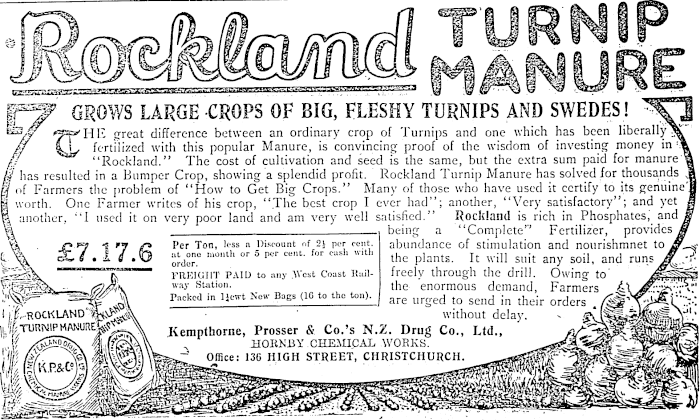 Rockland TURNIP MANURE
GROWS LARGE CROPS OF BIG, FLESHY TURNIPS AND SWEDES!
THE great difference between an ordinary crop of Turnips and one which has been liberally
fertilized with this popular Manure, is convincing proof of the wisdom of investing money in
"Rockland." The cost of cultivation and seed is the same, but the extra sum paid for manure
has resulted in a Bumper Crop, showing a splendid profit. Rockland Turnip Manure has solved for thousands
of Farmers the problem of "How to Get Big Crops." Many of those who have used it certify to its genuine
worth. One Farmer writes of his crop, "The best crop I ever had"; another, "Very satisfactory"; and yet
another, "I used it on very poor land and am very well satisfied." Rockland is rich in Phosphates, and
being a "Complete" Fertilizer, provides
abundance of stimulation and nourishmnet to
the plants. It will suit any soil, and runs
freely through the drill. Owing to
the enormous demand, Farmers
are urged to send in their orders
without delay.
£7.17.6
Per Ton, less a Discount of 2½ per cent.
at one month or 5 per cent. for cash with
order.
FREIGHT PAID to any West Coast Rail-
way Station.
Packed in 1¼cwt New Bags (16 to the ton).
Kempthorne, Prosser & Co.'s N.Z. Drug Co., Ltd.,
HORNBY CHEMICAL WORKS.
Office: 136 HIGH STREET, CHRISTCHURCH.
"ROCKLAND"
TURNIP MANURE
K.P.&Co